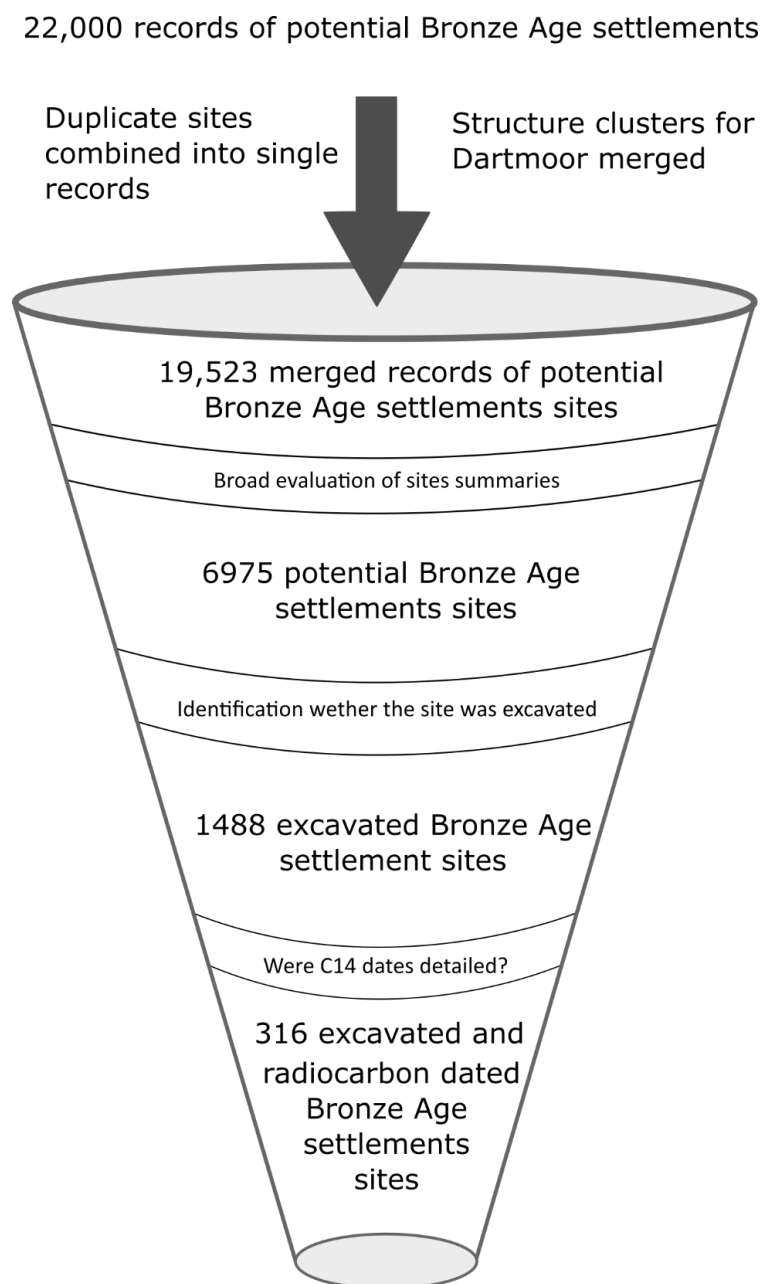 22,000 records of potential Bronze Age settlements
Duplicate sites
combined into single
records
Structure clusters for
Dartmoor merged
19,523 merged records of potential
Bronze Age settlements sites
Broad evaluation of sites summaries
6975 potential Bronze Age
settlements sites
Identification wether the site was excavated
1488 excavated Bronze Age
settlement sites
Were C14 dates detailed?
316 excavated and
radiocarbon dated
Bronze Age
settlements
sites